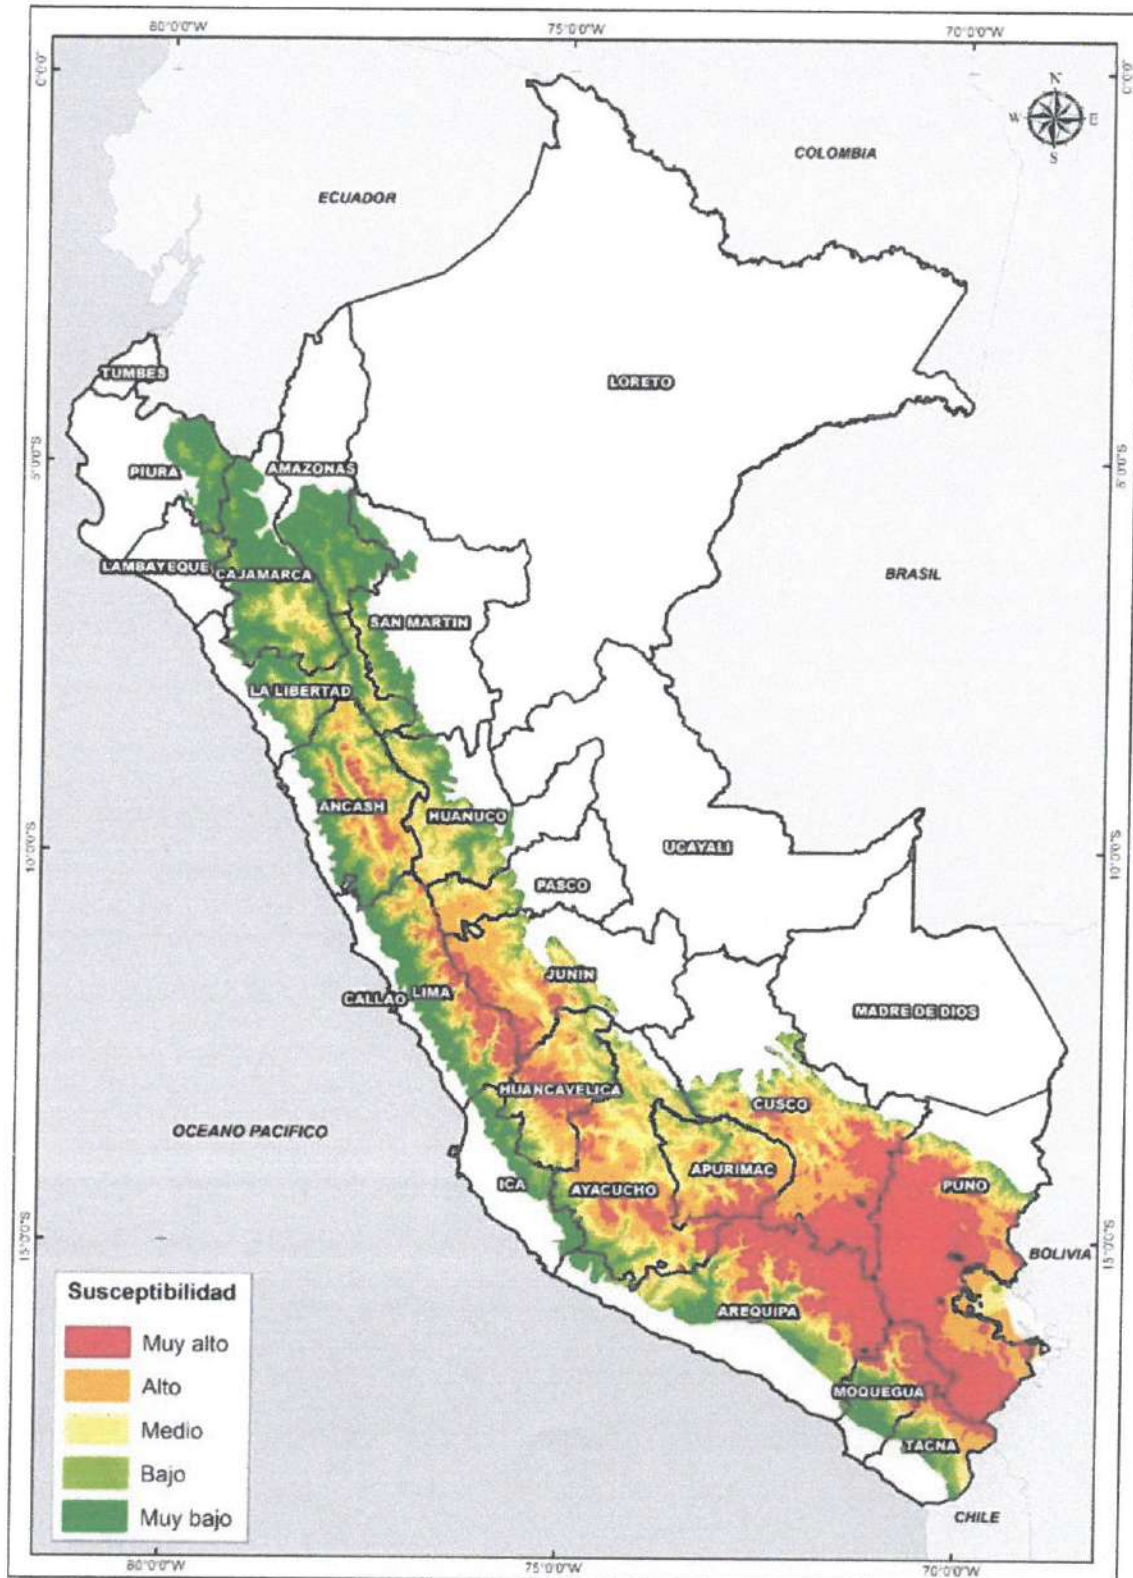 80°0'0"W
75°0'0"W
70°0'0"W
0°0'0"
0°0'0"
N
W
E
S
COLOMBIA
ECUADOR
TUMBES
LORETO
5°0'0"S
5°0'0"S
PIURA
AMAZONAS
LAMBAYEQUE
CAJAMARCA
BRASIL
SAN MARTIN
LA LIBERTAD
ANCASH
HUANUCO
10°0'0"S
10°0'0"S
UCAYALI
PASCO
JUNIN
CALLAO
LIMA
MADRE DE DIOS
HUANCAVELICA
CUSCO
OCEANO PACIFICO
APURIMAC
ICA
AYACUCHO
PUNO
15°0'0"S
15°0'0"S
BOLIVIA
AREQUIPA
MOQUEGUA
TACNA
CHILE
Susceptibilidad
Muy alto
Alto
Medio
Bajo
Muy bajo
80°0'0"W
75°0'0"W
70°0'0"W